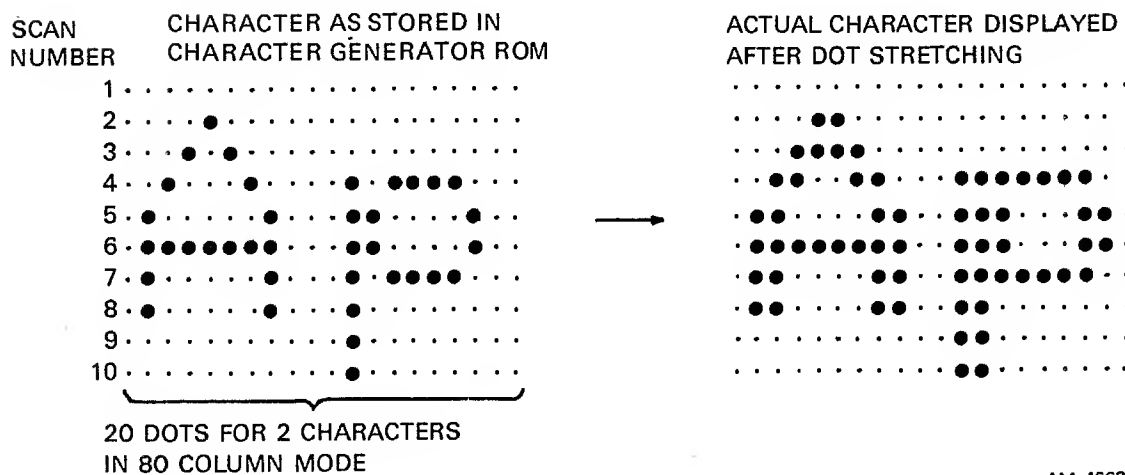 SCAN
NUMBER
CHARACTER AS STORED IN
CHARACTER GENERATOR ROM
ACTUAL CHARACTER DISPLAYED
AFTER DOT STRETCHING
1
2
3
4
5
6
7
8
9
10
20 DOTS FOR 2 CHARACTERS
IN 80 COLUMN MODE